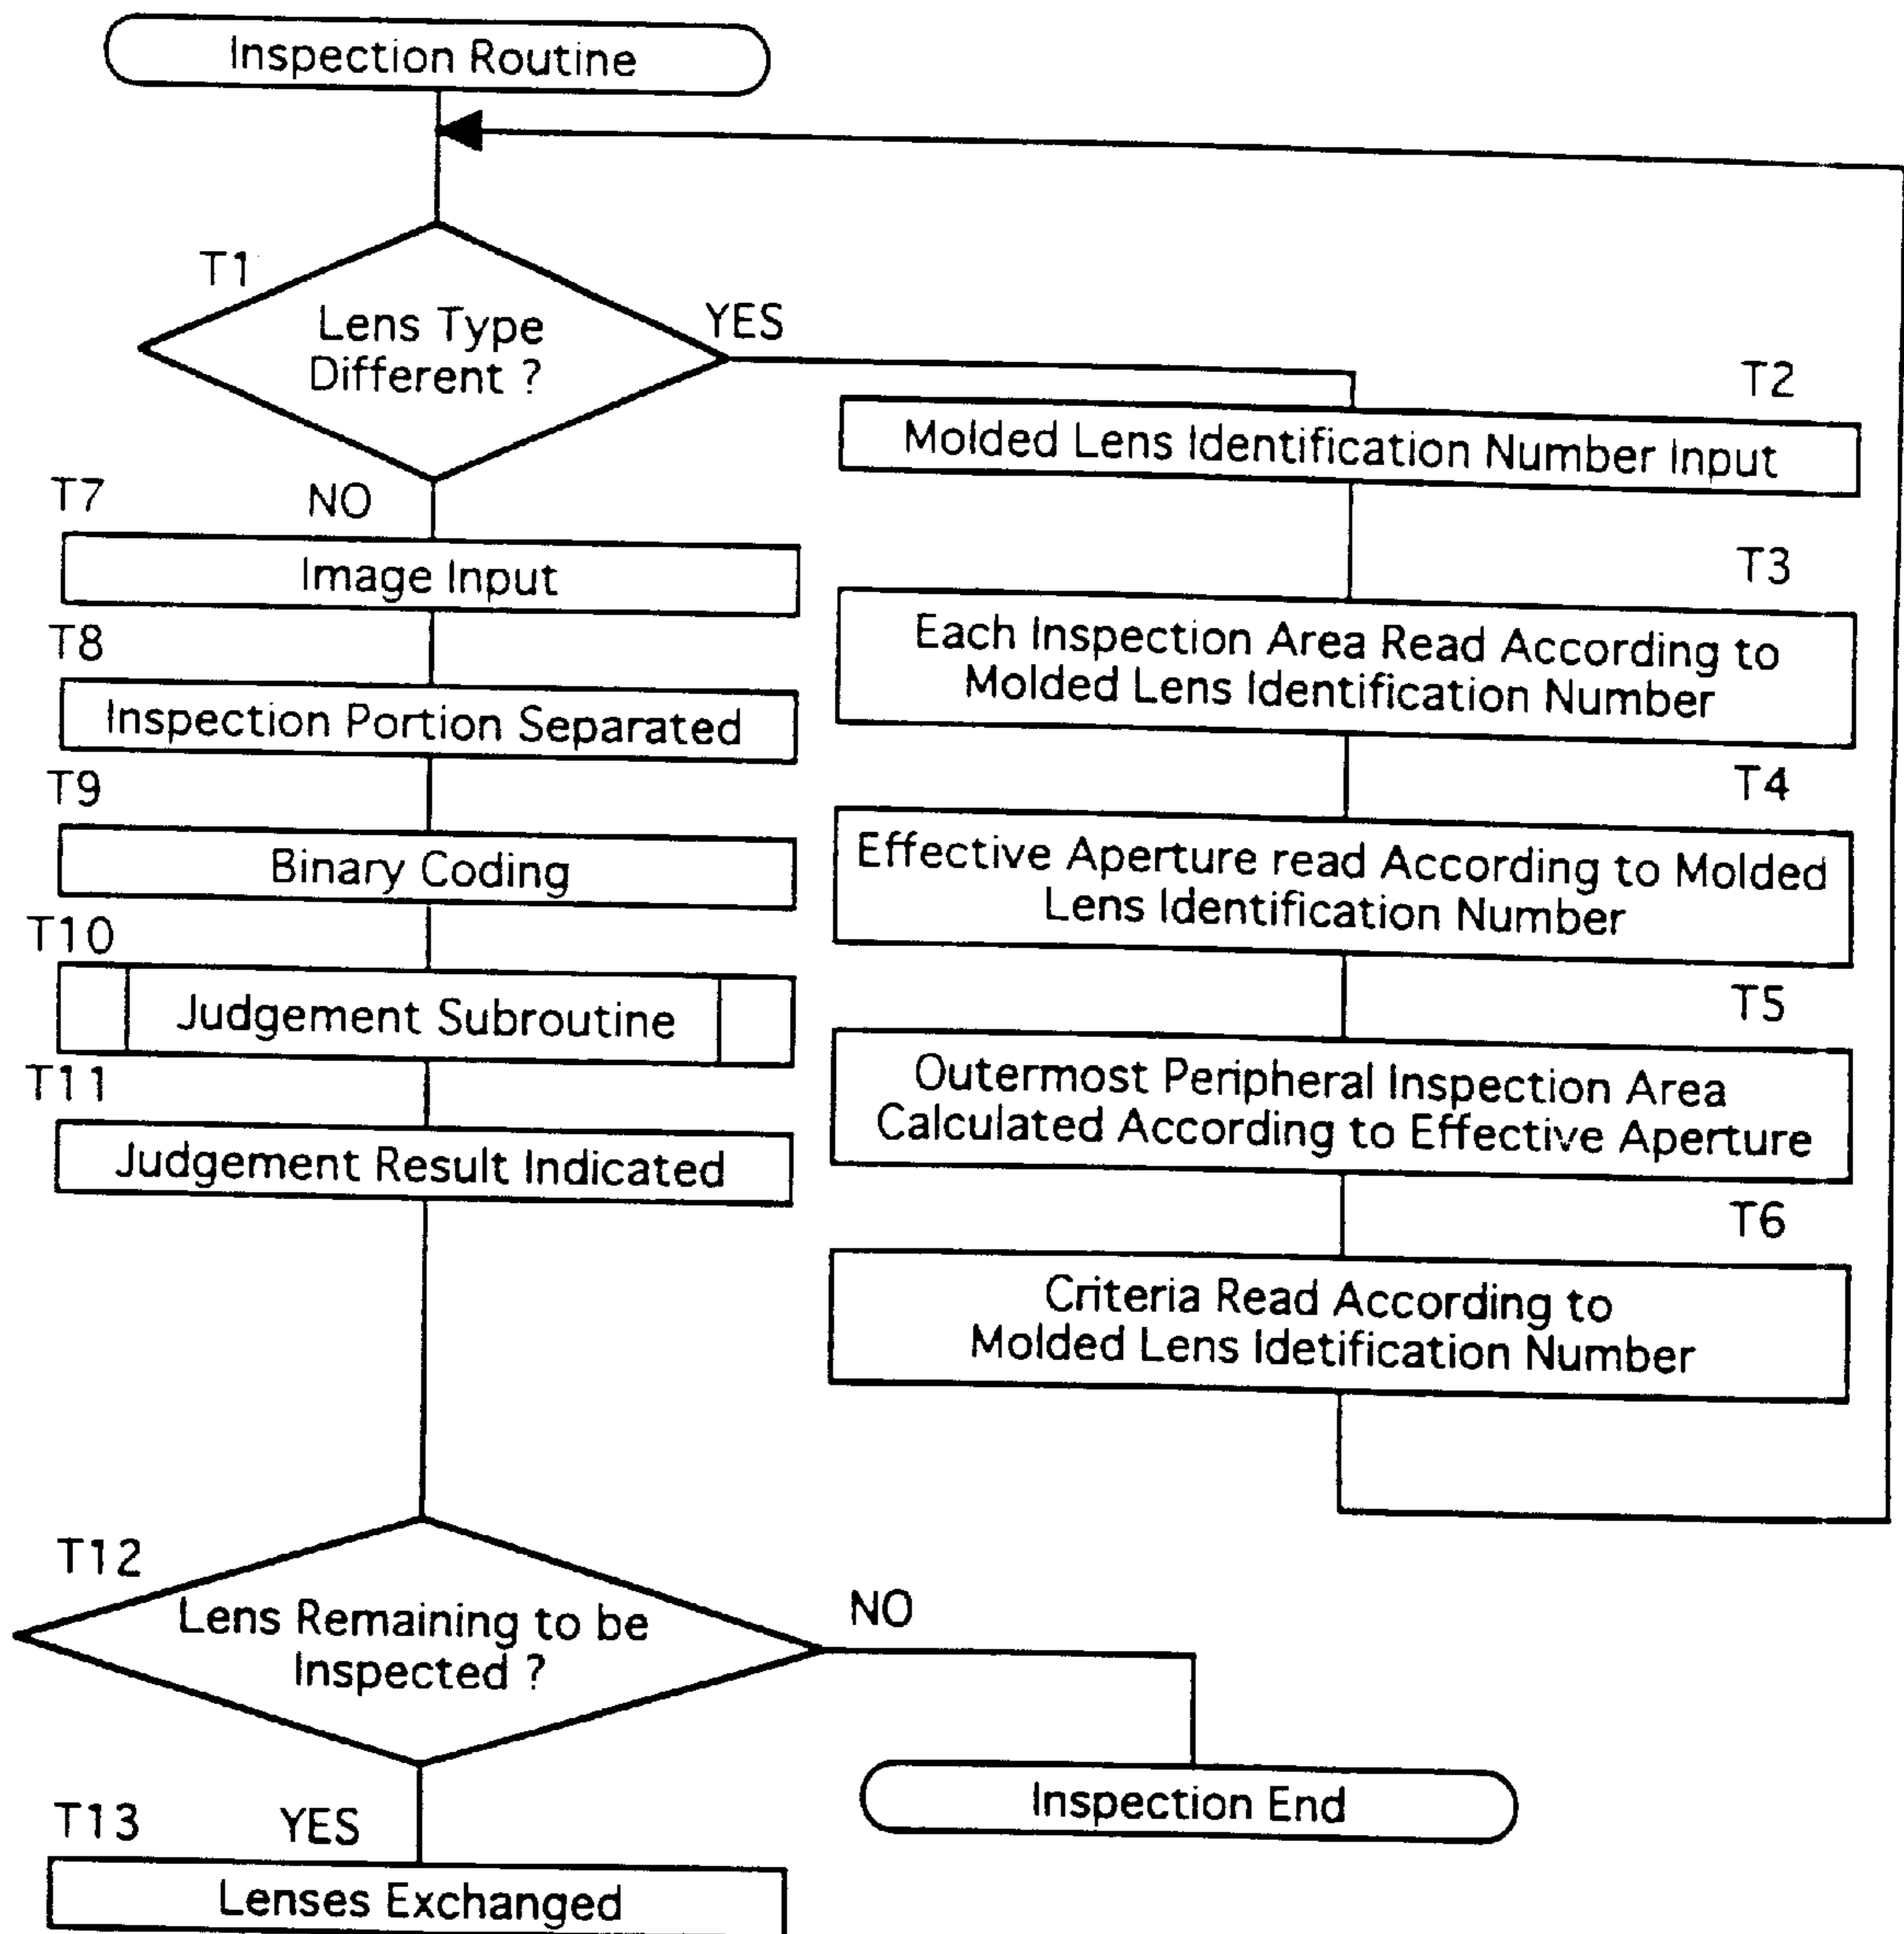 Inspection Routine
T1
Lens Type
Different ?
YES
NO
T2
Molded Lens Identification Number Input
T3
Each Inspection Area Read According to
Molded Lens Identification Number
T4
Effective Aperture read According to Molded
Lens Identification Number
T5
Outermost Peripheral Inspection Area
Calculated According to Effective Aperture
T6
Criteria Read According to
Molded Lens Idetification Number
T7
Image Input
T8
Inspection Portion Separated
T9
Binary Coding
T10
Judgement Subroutine
T11
Judgement Result Indicated
T12
Lens Remaining to be
Inspected ?
NO
Inspection End
YES
T13
Lenses Exchanged